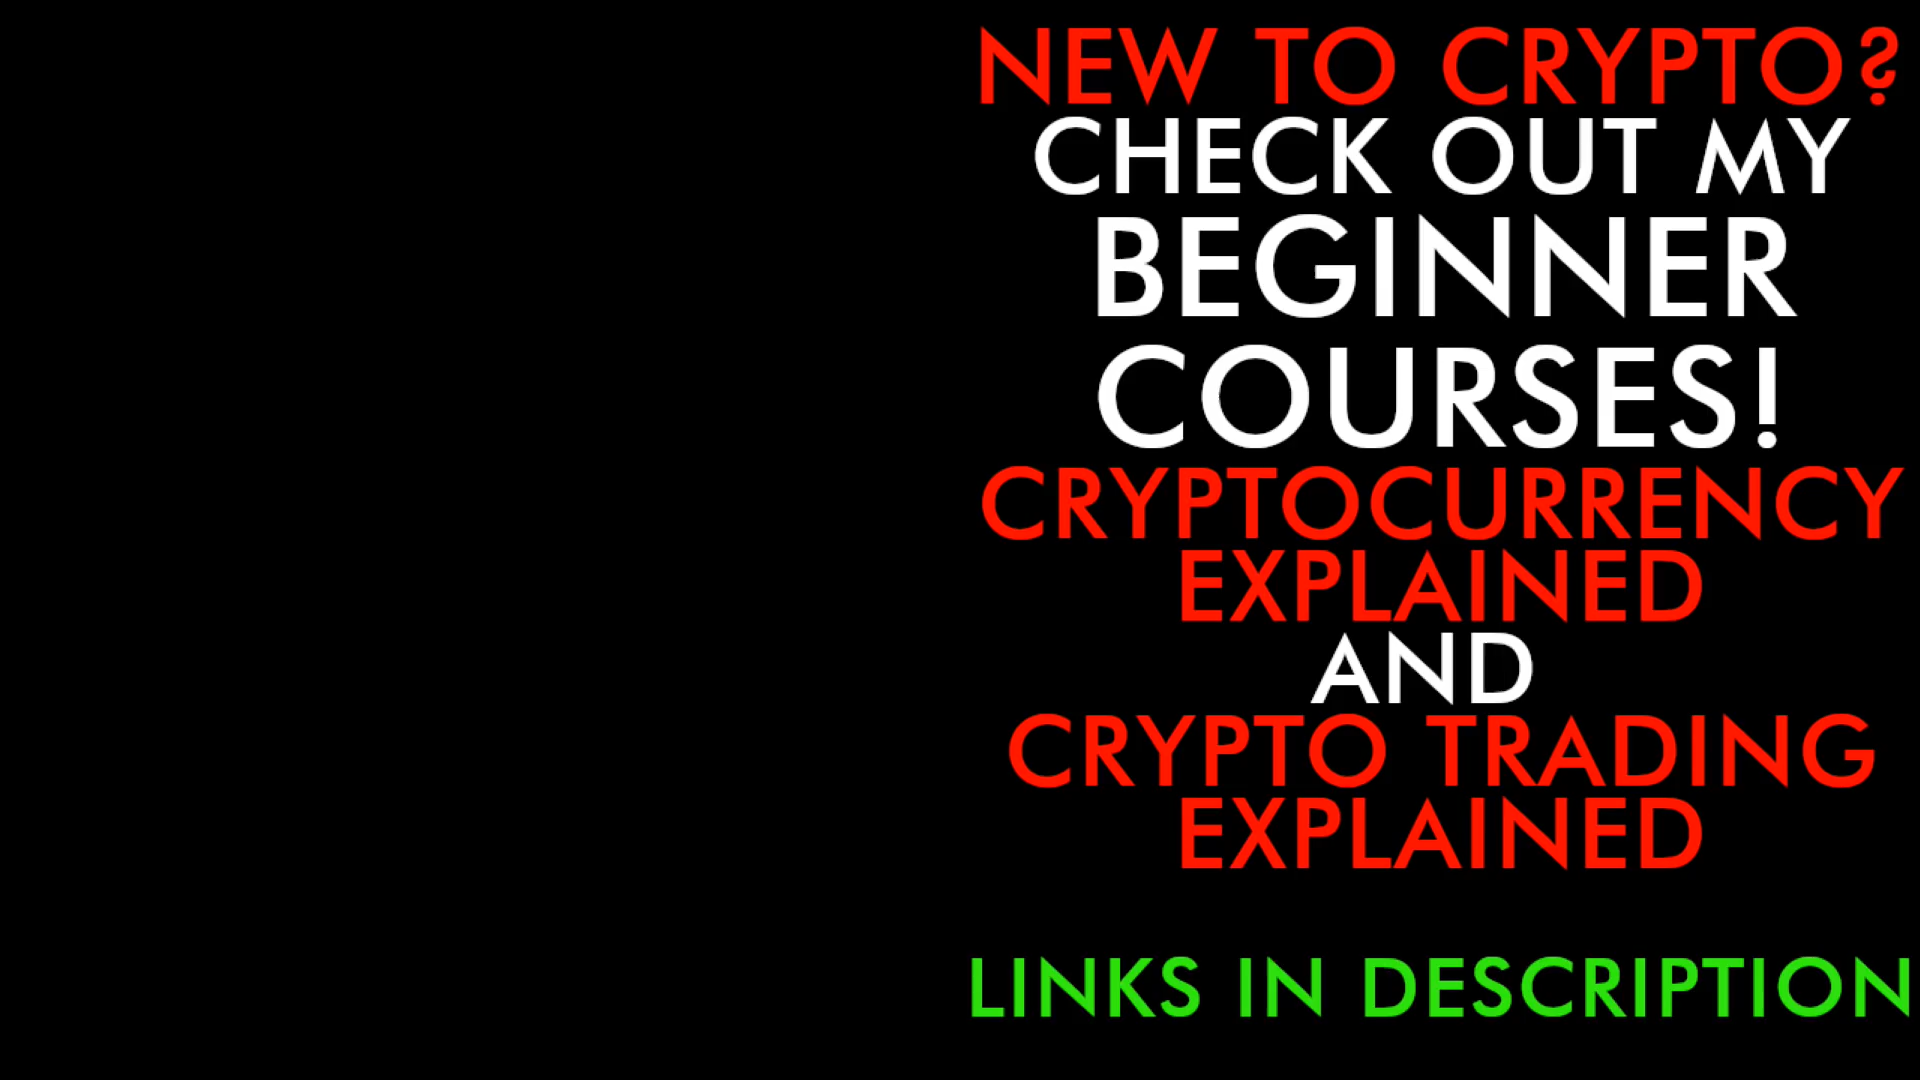 NEW TO CRYPTO?
CHECK OUT MY
BEGINNER
COURSES!
CRYPTOCURRENCY
EXPLAINED
AND
CRYPTO TRADING
EXPLAINED
LINKS IN DESCRIPTION